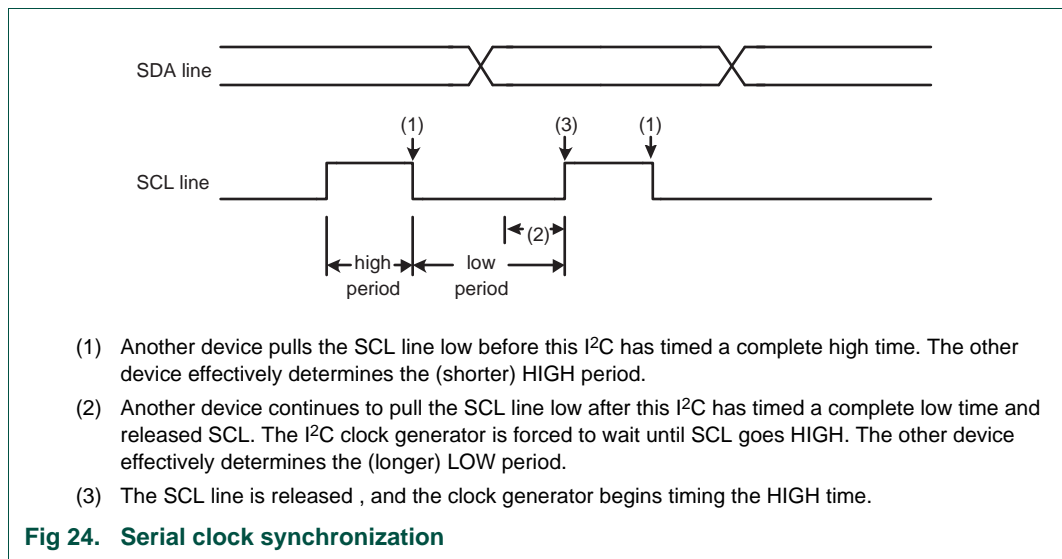 SDA line
(1)
(3)
(1)
SCL line
(2)
high
period
low
period
(1) Another device pulls the SCL line low before this I²C has timed a complete high time. The other
device effectively determines the (shorter) HIGH period.
(2) Another device continues to pull the SCL line low after this I²C has timed a complete low time and
released SCL. The I²C clock generator is forced to wait until SCL goes HIGH. The other device
effectively determines the (longer) LOW period.
(3) The SCL line is released , and the clock generator begins timing the HIGH time.
Fig 24. Serial clock synchronization